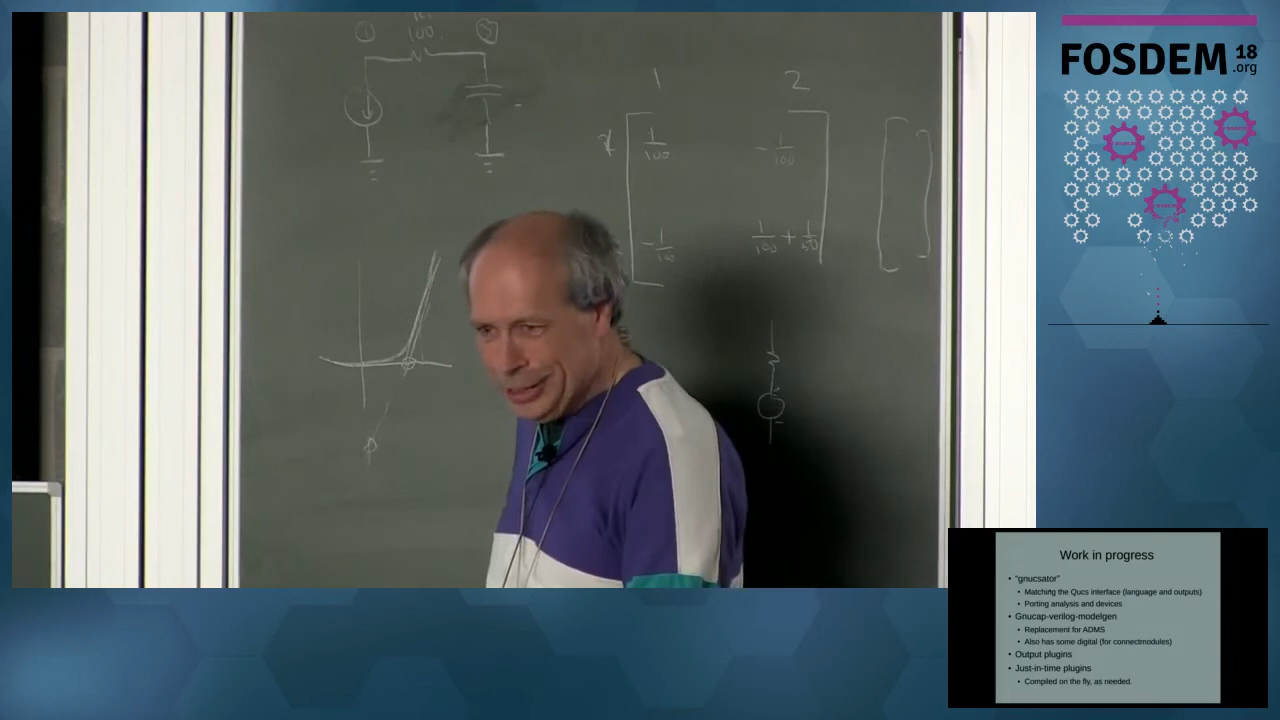 1
100
1 2
1/100 -1/100
-1/100 1/100 +
FOSDEM 18
.org
Work in progress
• "gnucsator"
• Matching the Qucs interface (language and outputs)
• Porting analysis and devices
• Gnucap-verilog-modelgen
• Replacement for ADMS
• Also has some digital (for connectmodules)
• Output plugins
• Just-in-time plugins
• Compiled on the fly, as needed.